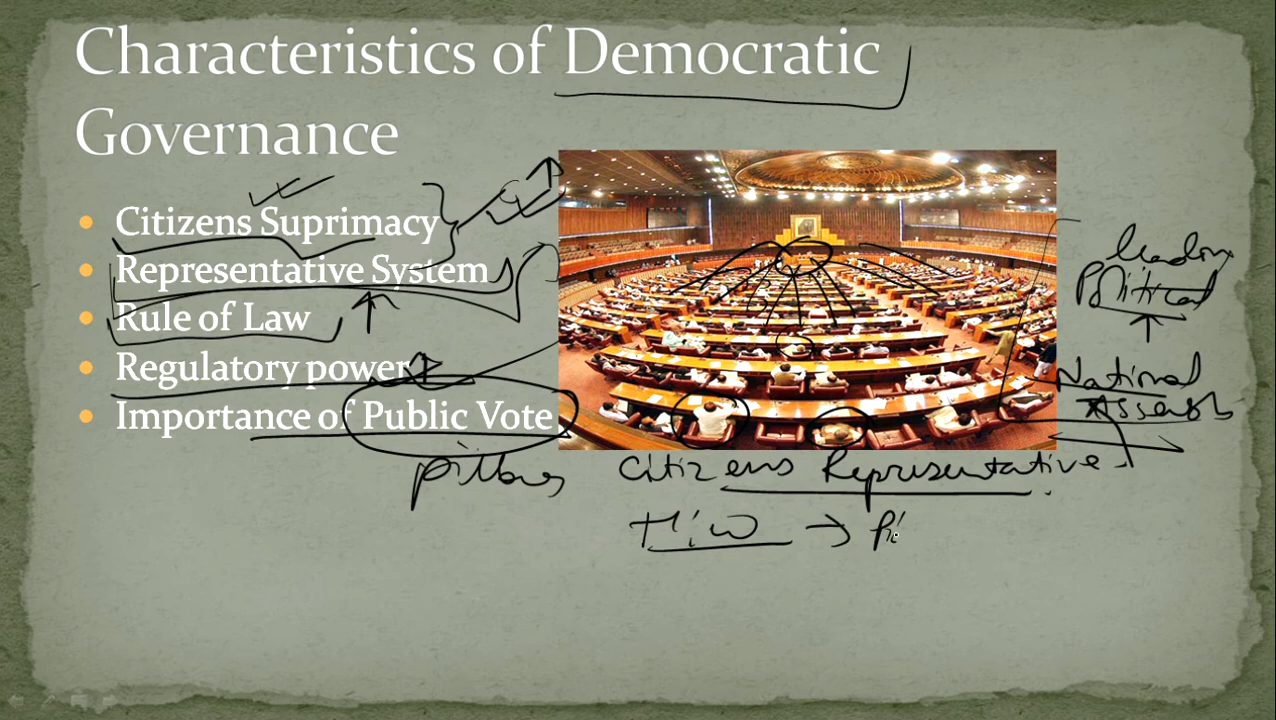 Characteristics of Democratic
Governance
Citizens Suprimacy
Representative System
Rule of Law
Regulatory power
Importance of Public Vote
leading
Political
National
Assemb
pillars
Citizens Representative